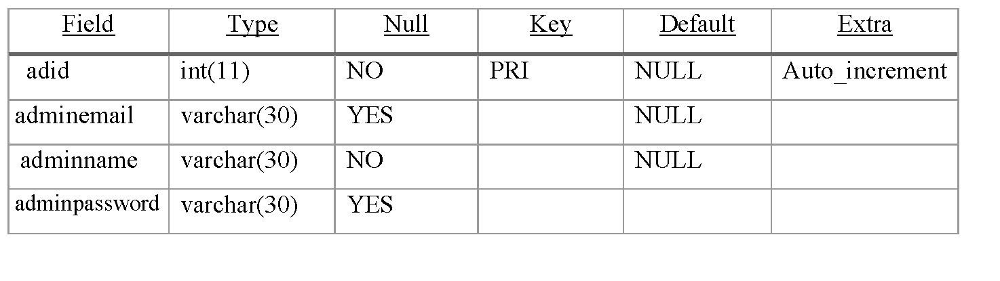 Field Type Null Key Default Extra
adid int(11) NO PRI NULL Auto_increment
adminemail varchar(30) YES NULL
adminname varchar(30) NO NULL
adminpassword varchar(30) YES